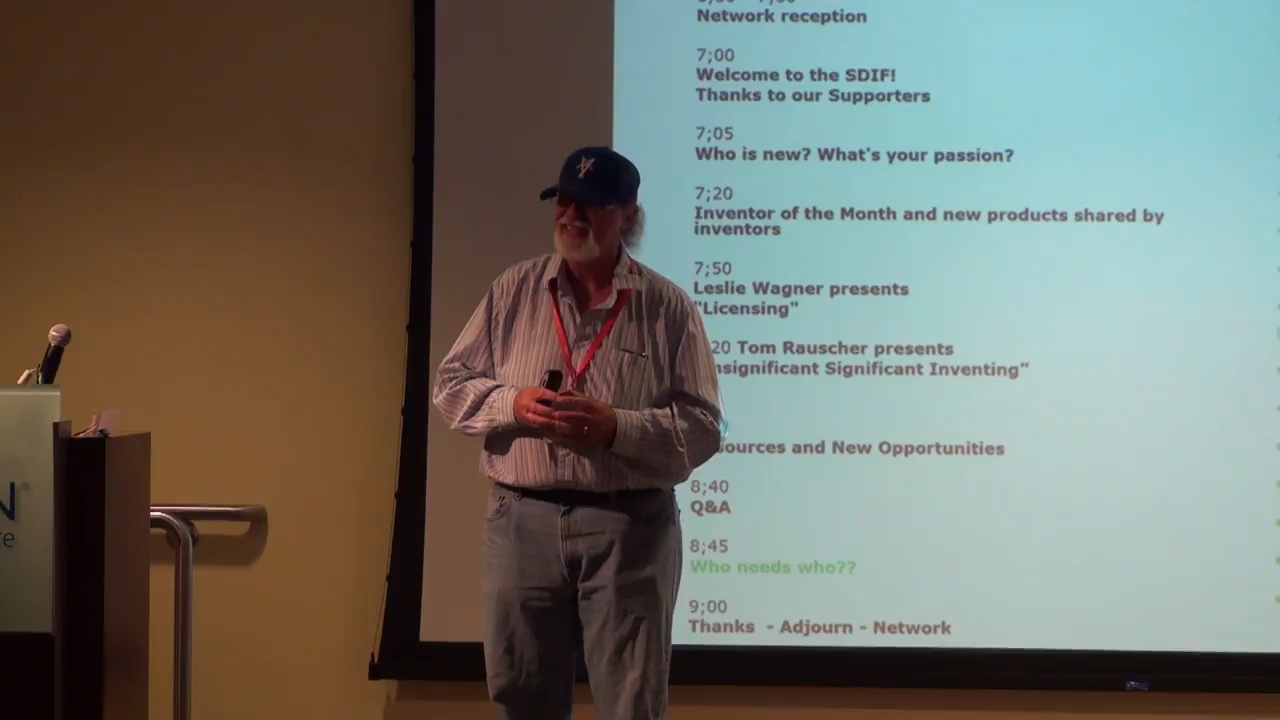 Network reception
7;00
Welcome to the SDIF!
Thanks to our Supporters
7;05
Who is new? What's your passion?
7;20
Inventor of the Month and new products shared by
inventors
7;50
Leslie Wagner presents
"Licensing"
20 Tom Rauscher presents
nsignificant Significant Inventing”
sources and New Opportunities
8;40
Q&A
8;45
Who needs who??
9;00
Thanks - Adjourn - Network
N®
re